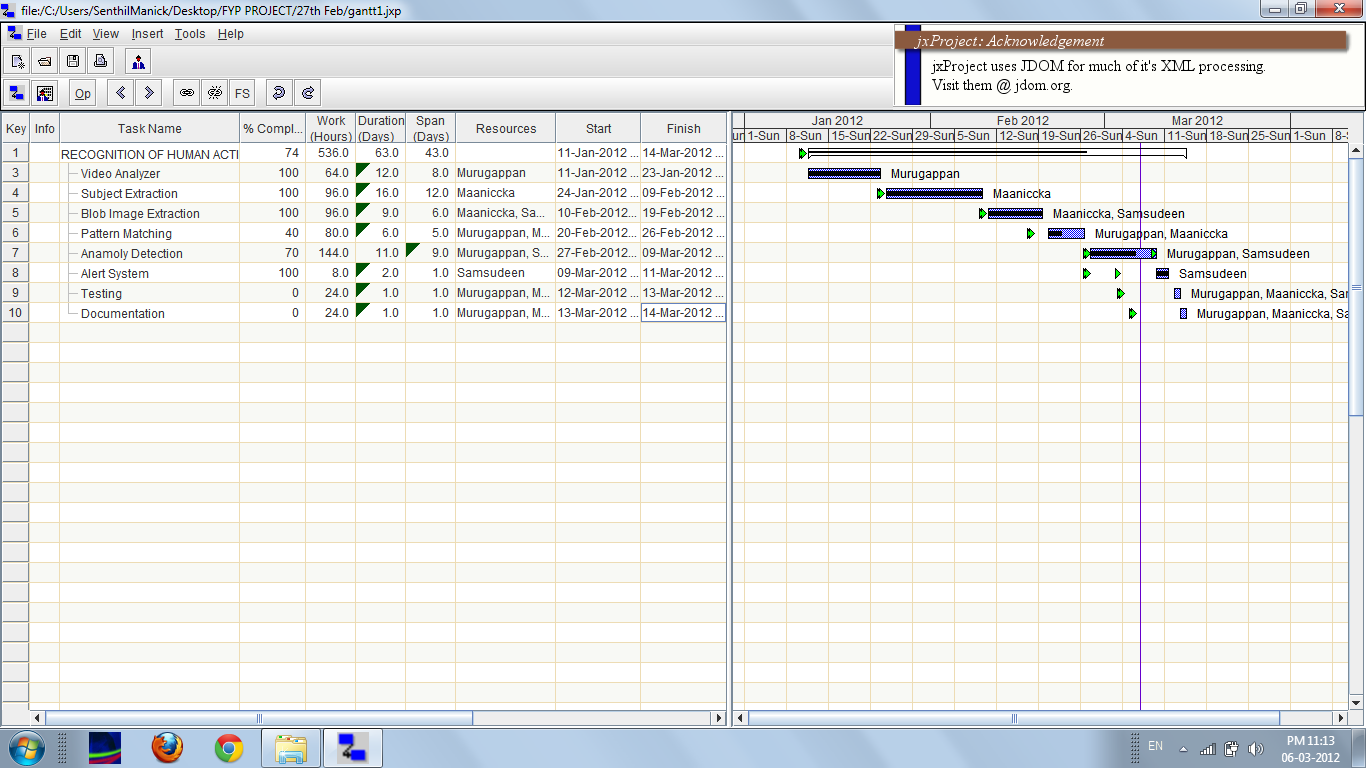 file:/C:/Users/SenthilManick/Desktop/FYP PROJECT/27th Feb/gantt1.jxp
File Edit View Insert Tools Help
jxProject: Acknowledgement
jxProject uses JDOM for much of it's XML processing.
Visit them @ jdom.org.
Op FS
Key Info Task Name % Compl... Work (Hours) Duration (Days) Span (Days) Resources Start Finish
Jan 2012 Feb 2012 Mar 2012
un 1-Sun 8-Sun 15-Sun 22-Sun 29-Sun 5-Sun 12-Sun 19-Sun 26-Sun 4-Sun 11-Sun 18-Sun 25-Sun 1-Sun 8-S
1 RECOGNITION OF HUMAN ACTI 74 536.0 63.0 43.0 11-Jan-2012 ... 14-Mar-2012 ...
3 Video Analyzer 100 64.0 12.0 8.0 Murugappan 11-Jan-2012 ... 23-Jan-2012 ... Murugappan
4 Subject Extraction 100 96.0 16.0 12.0 Maaniccka 24-Jan-2012 ... 09-Feb-2012... Maaniccka
5 Blob Image Extraction 100 96.0 9.0 6.0 Maaniccka, Sa... 10-Feb-2012... 19-Feb-2012 ... Maaniccka, Samsudeen
6 Pattern Matching 40 80.0 6.0 5.0 Murugappan, M... 20-Feb-2012 ... 26-Feb-2012 ... Murugappan, Maaniccka
7 Anamoly Detection 70 144.0 11.0 9.0 Murugappan, S... 27-Feb-2012 ... 09-Mar-2012 ... Murugappan, Samsudeen
8 Alert System 100 8.0 2.0 1.0 Samsudeen 09-Mar-2012 ... 11-Mar-2012 ... Samsudeen
9 Testing 0 24.0 1.0 1.0 Murugappan, M... 12-Mar-2012 ... 13-Mar-2012 ... Murugappan, Maaniccka, Sar
10 Documentation 0 24.0 1.0 1.0 Murugappan, M... 13-Mar-2012 ... 14-Mar-2012 ... Murugappan, Maaniccka, Sa
EN PM 11:13
06-03-2012